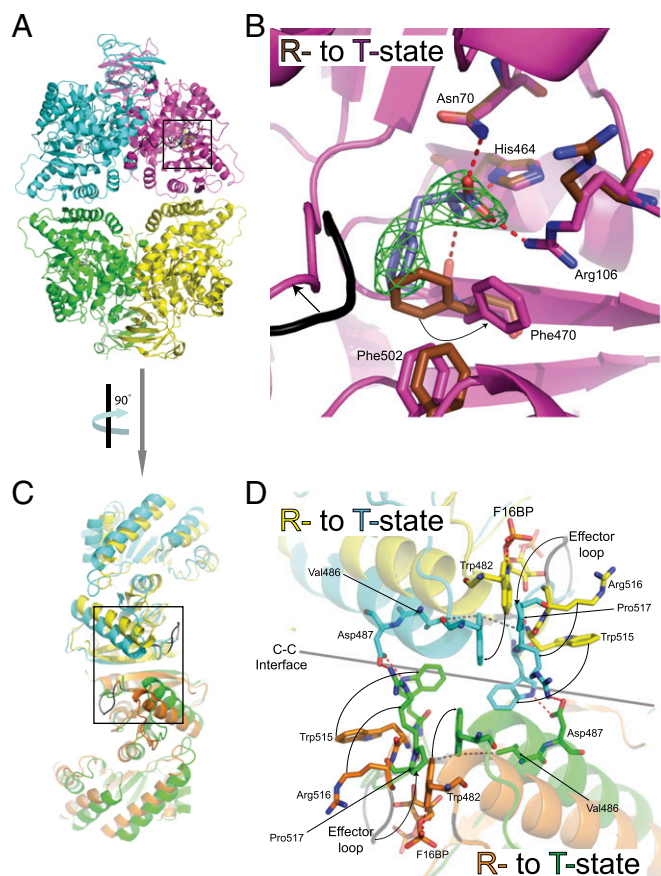 A
B
R- to T-state
Asn70
His464
Arg106
Phe470
Phe502
90°
C
D
R- to T-state
F16BP
Effector
loop
Trp482
Val486
Arg516
Pro517
Asp487
Trp515
C-C
Interface
Trp515
Asp487
Arg516
Trp482
Val486
Pro517
Effector
loop
F16BP
R- to T-state